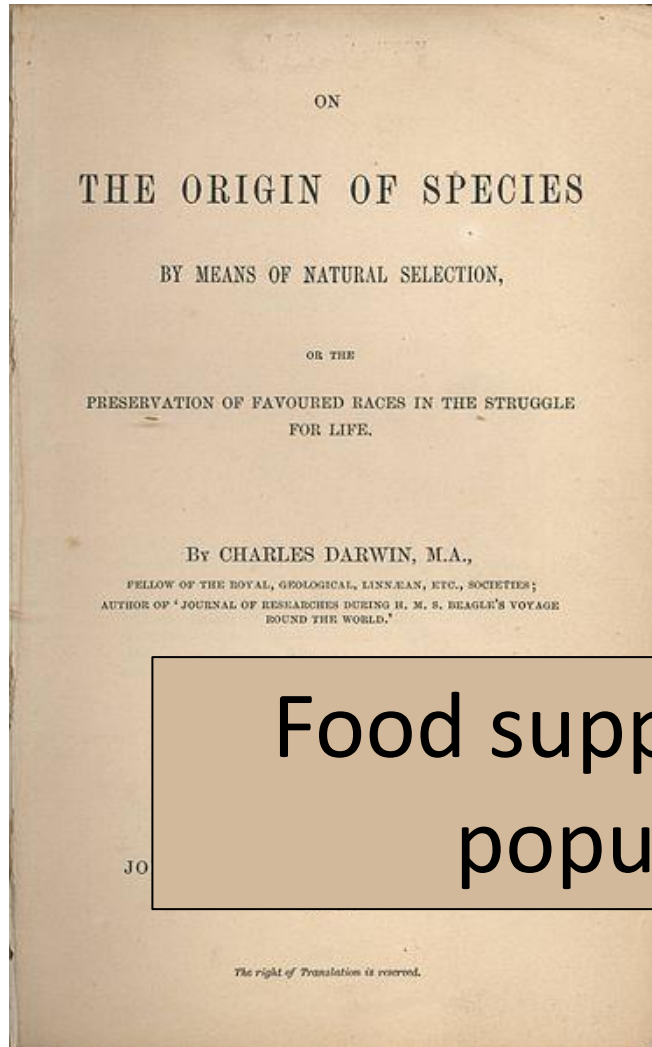 ON
THE ORIGIN OF SPECIES
BY MEANS OF NATURAL SELECTION,
OR THE
PRESERVATION OF FAVOURED RACES IN THE STRUGGLE
FOR LIFE.
BY CHARLES DARWIN, M.A.,
FELLOW OF THE ROYAL, GEOLOGICAL, LINNÆAN, ETC., SOCIETIES;
AUTHOR OF 'JOURNAL OF RESEARCHES DURING H. M. S. BEAGLE'S VOYAGE
ROUND THE WORLD.'
Food supp
popu
JO
The right of Translation is reserved.